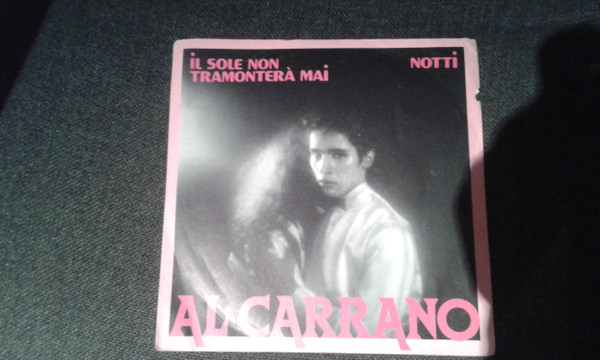 iL SOLE NON
TRAMONTERÀ MAi
NOTTi
AL CARRANO